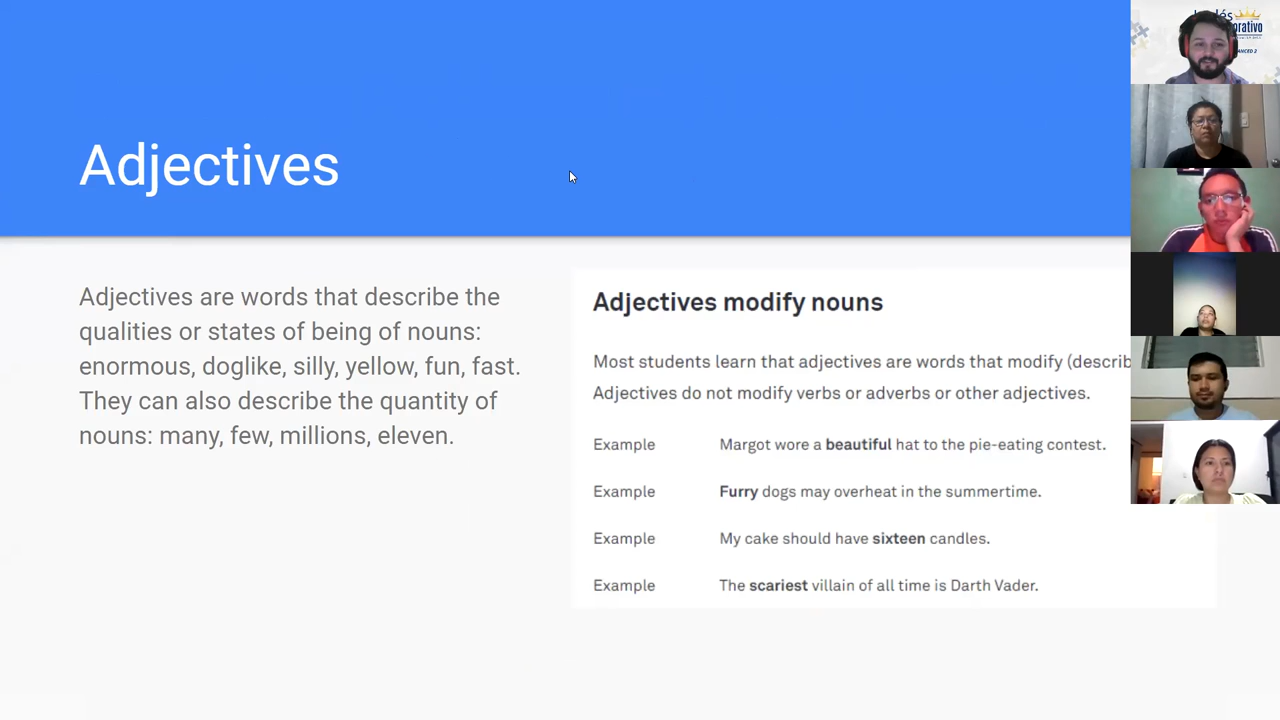 Adjectives
Adjectives are words that describe the
qualities or states of being of nouns:
enormous, doglike, silly, yellow, fun, fast.
They can also describe the quantity of
nouns: many, few, millions, eleven.
Adjectives modify nouns
Most students learn that adjectives are words that modify (describ
Adjectives do not modify verbs or adverbs or other adjectives.
Example Margot wore a beautiful hat to the pie-eating contest.
Example Furry dogs may overheat in the summertime.
Example My cake should have sixteen candles.
Example The scariest villain of all time is Darth Vader.